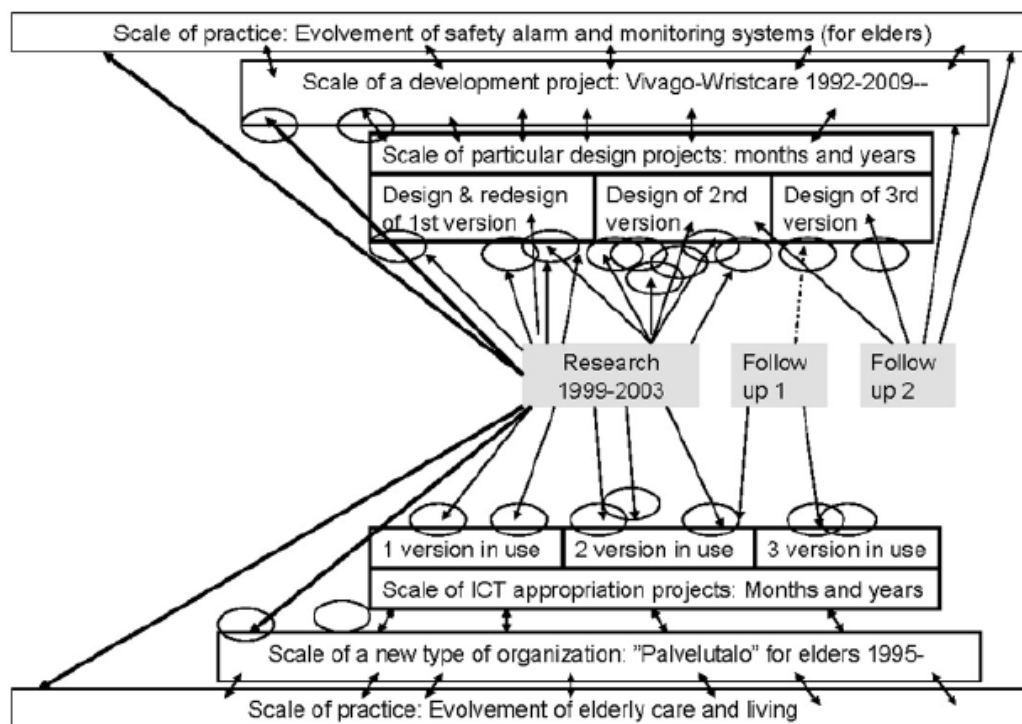 Scale of practice: Evolvement of safety alarm and monitoring systems (for elders)
Scale of a development project: Vivago-Wristcare 1992-2009--
Scale of particular design projects: months and years
Design & redesign
of 1st version
Design of 2nd
version
Design of 3rd
version
Research
1999-2003
Follow
up 1
Follow
up 2
1 version in use
2 version in use
3 version in use
Scale of ICT appropriation projects: Months and years
Scale of a new type of organization: "Palvelutalo" for elders 1995-
Scale of practice: Evolvement of elderly care and living